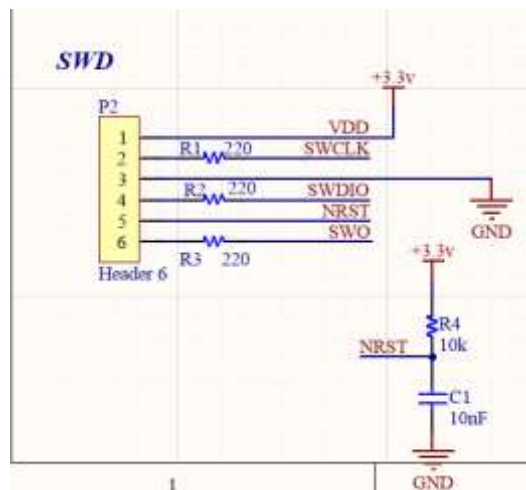 SWD
+3.3v
P2
1 VDD
2 R1 220 SWCLK
3
4 R2 220 SWDIO
5 NRST
6 SWO
R3 220
GND
Header 6
+3.3v
R4
NRST 10k
C1
10nF
GND
1